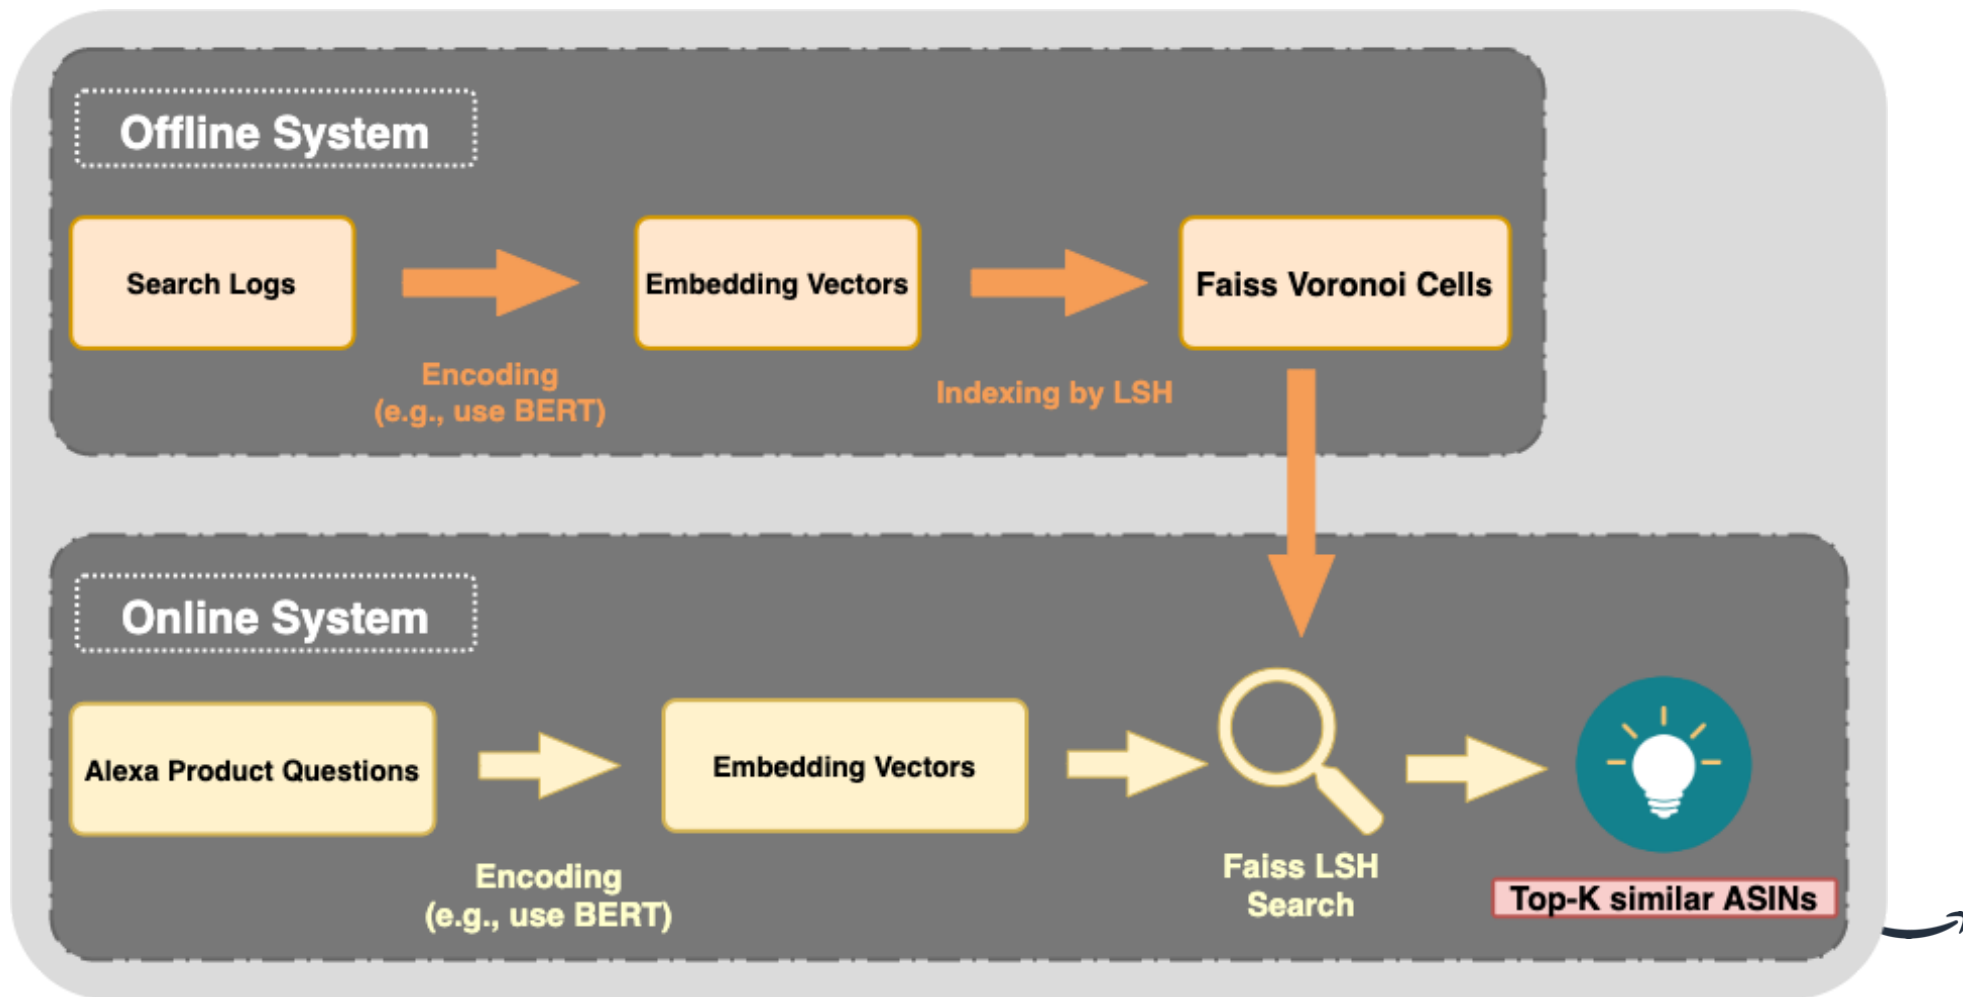 Offline System
Search Logs
Embedding Vectors
Faiss Voronoi Cells
Encoding
(e.g., use BERT)
Indexing by LSH
Online System
Alexa Product Questions
Embedding Vectors
Encoding
(e.g., use BERT)
Faiss LSH
Search
Top-K similar ASINs